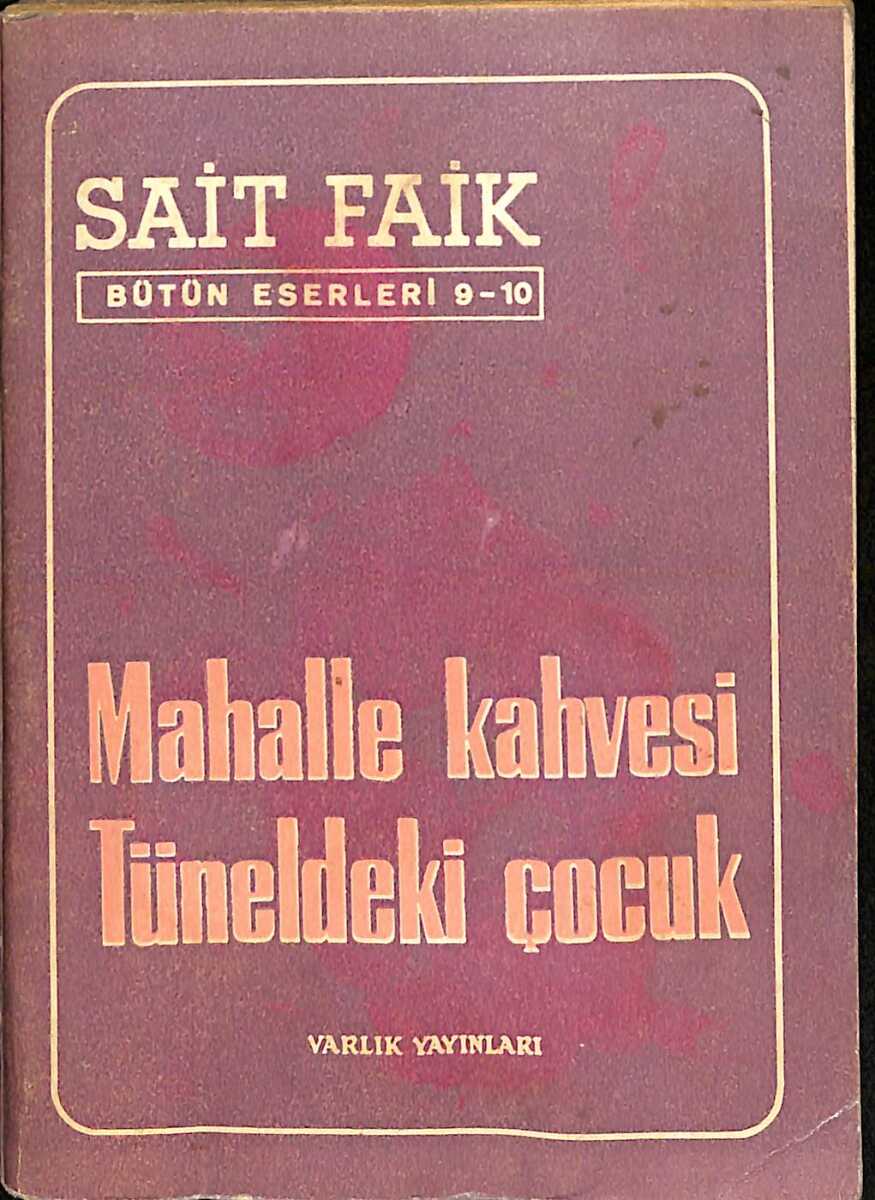 SAİT FAİK
BÜTÜN ESERLERİ 9-10
Mahalle kahvesi
Tüneldeki çocuk
VARLIK YAYINLARI